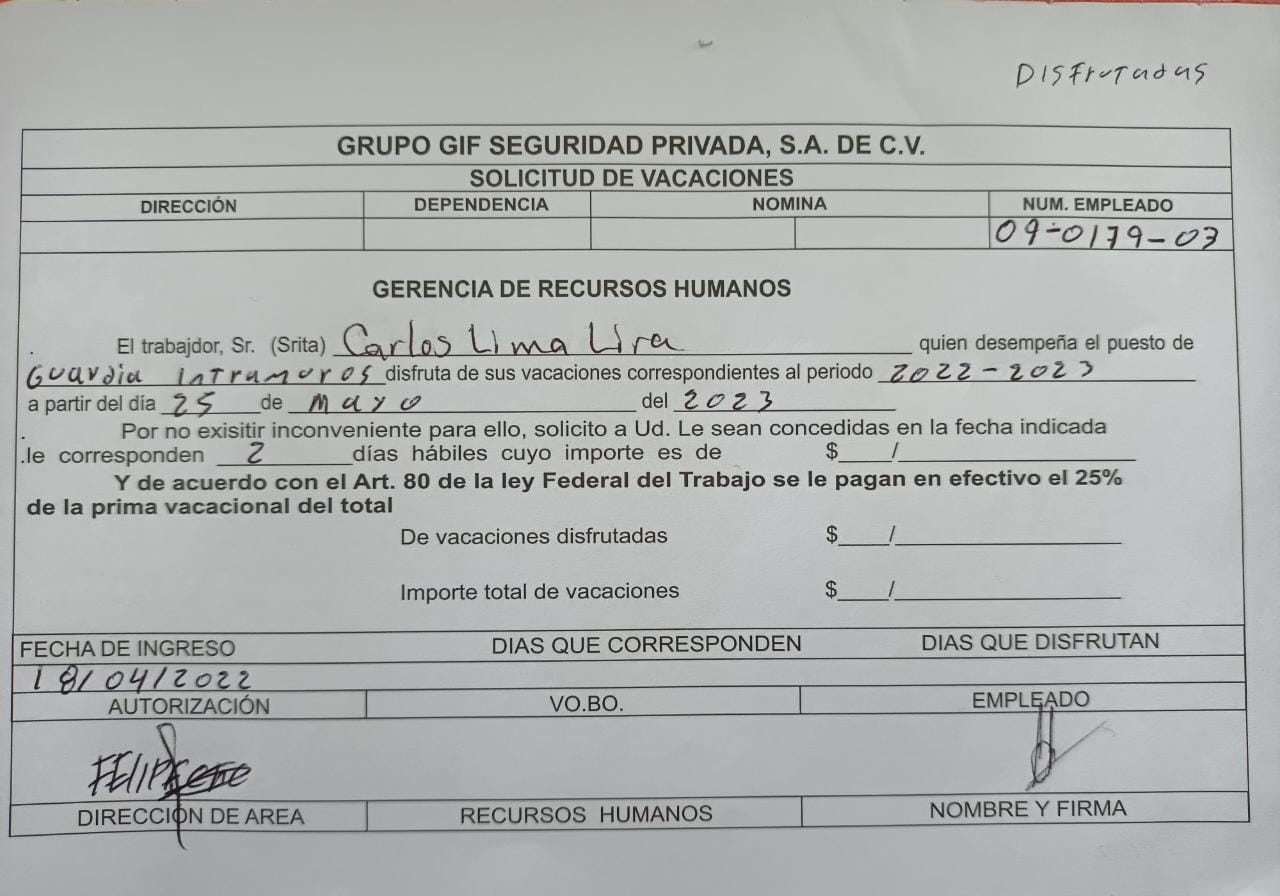 DISFrutadas
GRUPO GIF SEGURIDAD PRIVADA, S.A. DE C.V.
SOLICITUD DE VACACIONES
DIRECCIÓN DEPENDENCIA NOMINA NUM. EMPLEADO
09-0179-03
GERENCIA DE RECURSOS HUMANOS
. El trabajdor, Sr. (Srita) Carlos Lima Lira quien desempeña el puesto de
Guardia Intramuros disfruta de sus vacaciones correspondientes al periodo 2022-2023
a partir del día 25 de Mayo del 2023
. Por no exisitir inconveniente para ello, solicito a Ud. Le sean concedidas en la fecha indicada
.le corresponden 2 días hábiles cuyo importe es de $____/____
Y de acuerdo con el Art. 80 de la ley Federal del Trabajo se le pagan en efectivo el 25%
de la prima vacacional del total
De vacaciones disfrutadas $____/____
Importe total de vacaciones $____/____
FECHA DE INGRESO DIAS QUE CORRESPONDEN DIAS QUE DISFRUTAN
18/04/2022
AUTORIZACIÓN VO.BO. EMPLEADO
DIRECCIÓN DE AREA RECURSOS HUMANOS NOMBRE Y FIRMA